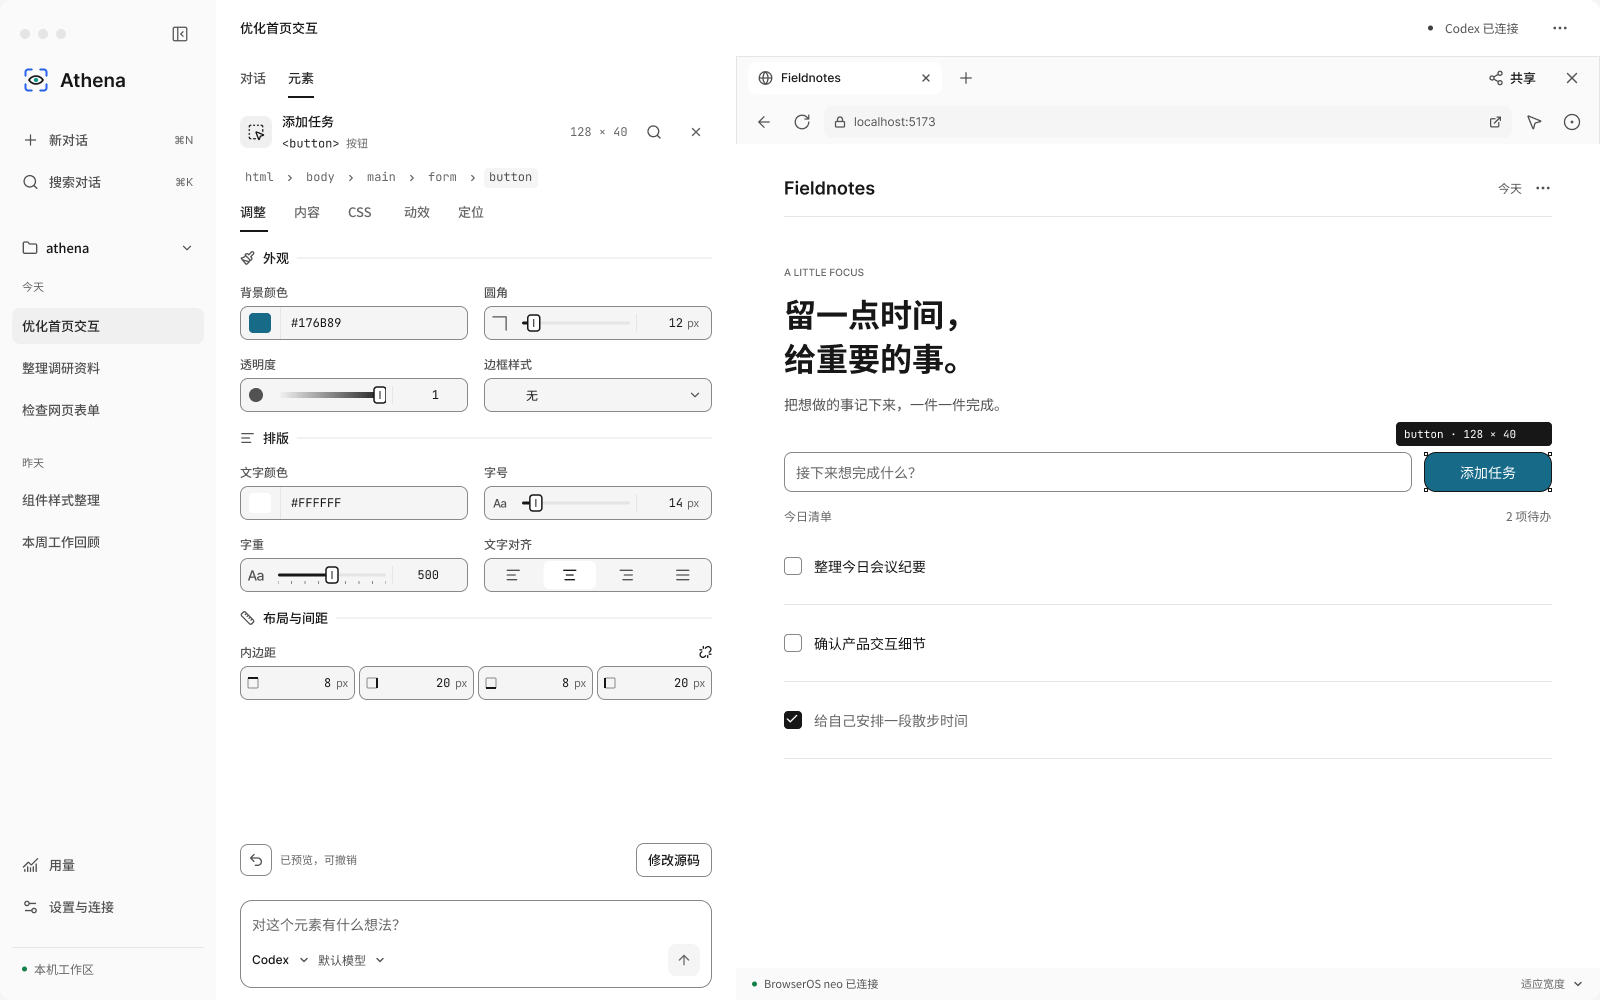 Athena
新对话 ⌘N
搜索对话 ⌘K
athena
今天
优化首页交互
整理调研资料
检查网页表单
昨天
组件样式整理
本周工作回顾
用量
设置与连接
本机工作区
优化首页交互
Codex 已连接
对话 元素
添加任务
<button> 按钮
128 × 40
html > body > main > form > button
调整 内容 CSS 动效 定位
外观
背景颜色 圆角
#176B89 12 px
透明度 边框样式
1 无
排版
文字颜色 字号
#FFFFFF Aa 14 px
字重 文字对齐
Aa 500
布局与间距
内边距
8 px 20 px 8 px 20 px
已预览，可撤销 修改源码
对这个元素有什么想法？
Codex 默认模型
Fieldnotes
共享
localhost:5173
Fieldnotes 今天
A LITTLE FOCUS
留一点时间，
给重要的事。
把想做的事记下来，一件一件完成。
button · 128 × 40
接下来想完成什么？ 添加任务
今日清单 2 项待办
整理今日会议纪要
确认产品交互细节
给自己安排一段散步时间
BrowserOS neo 已连接 适应宽度